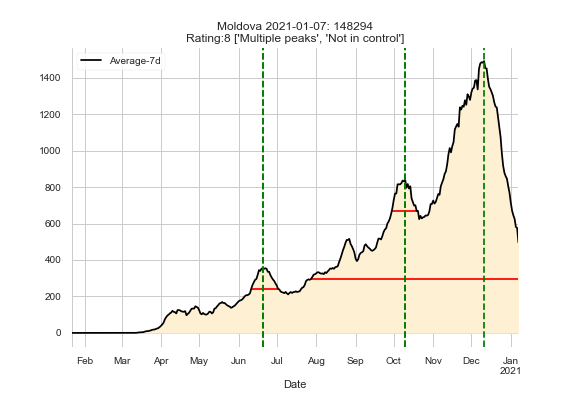 Moldova 2021-01-07: 148294
Rating:8 ['Multiple peaks', 'Not in control']
Average-7d
1400
1200
1000
800
600
400
200
0
Feb Mar Apr May Jun Jul Aug Sep Oct Nov Dec Jan
2021
Date